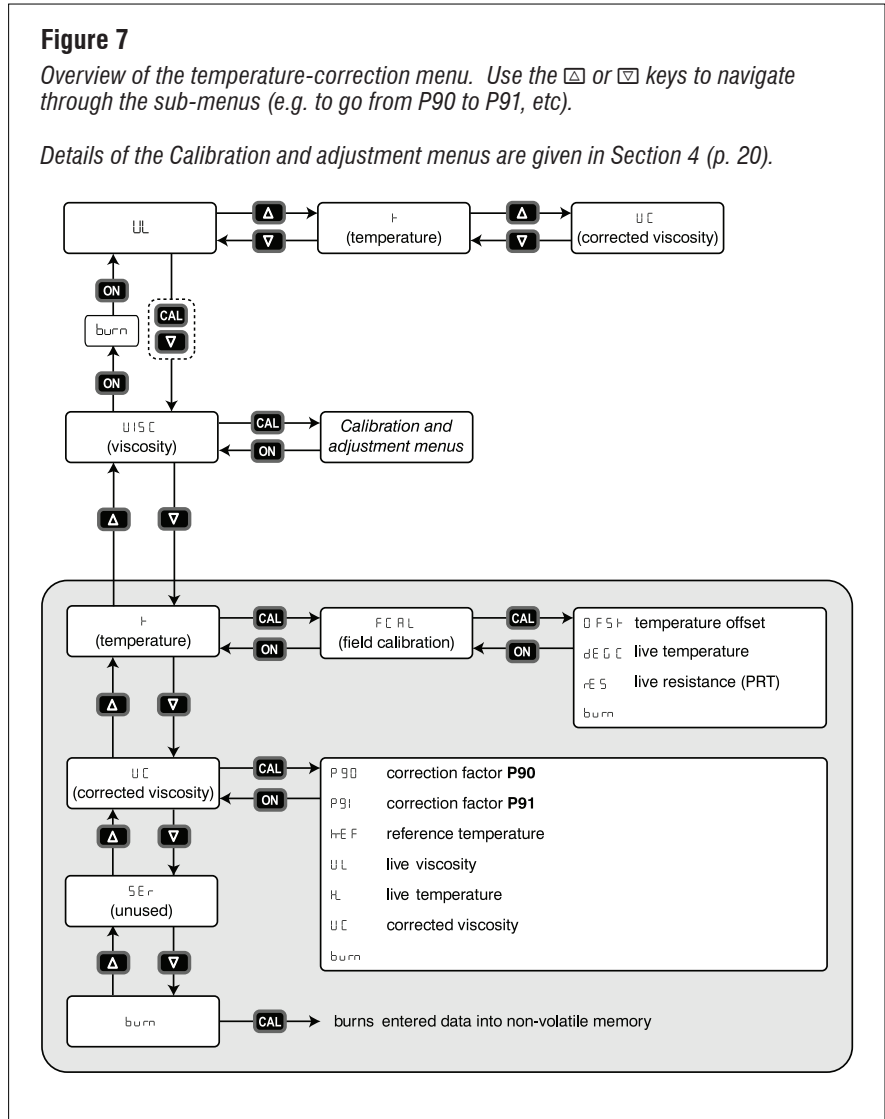 Figure 7
Overview of the temperature-correction menu. Use the △ or ▽ keys to navigate
through the sub-menus (e.g. to go from P90 to P91, etc).
Details of the Calibration and adjustment menus are given in Section 4 (p. 20).
UL
△
▽
t
(temperature)
△
▽
UC
(corrected viscosity)
ON
burn
ON
CAL
▽
UISC
(viscosity)
CAL
ON
Calibration and
adjustment menus
△
▽
t
(temperature)
CAL
ON
FCAL
(field calibration)
CAL
ON
OFSt temperature offset
dEGC live temperature
rES live resistance (PRT)
burn
△
▽
UC
(corrected viscosity)
CAL
ON
P90 correction factor P90
P91 correction factor P91
trEF reference temperature
UL live viscosity
tL live temperature
UC corrected viscosity
burn
△
▽
SEr
(unused)
△
▽
burn
CAL
burns entered data into non-volatile memory